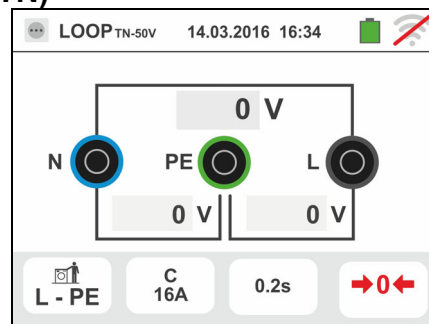 LOOP TN-50V 14.03.2016 16:34
0 V
N PE L
0 V 0 V
L - PE
C
16A
0.2s
➔0←